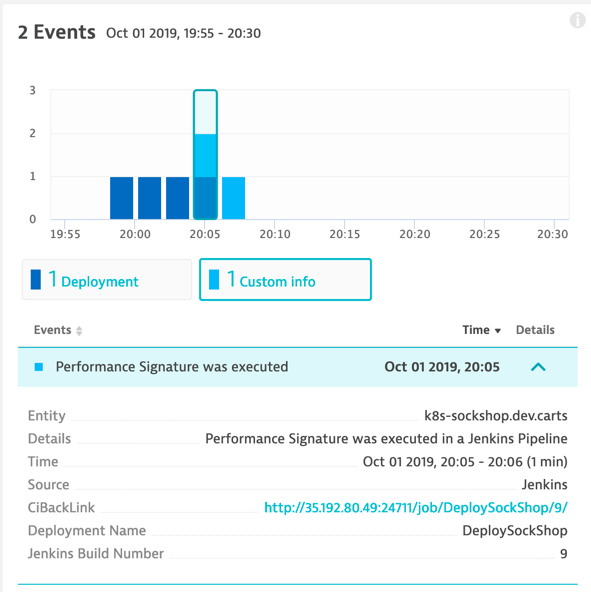 2 Events Oct 01 2019, 19:55 - 20:30
i
3
2
1
0
19:55 20:00 20:05 20:10 20:15 20:20 20:25 20:30
1 Deployment 1 Custom info
Events Time Details
Performance Signature was executed Oct 01 2019, 20:05
Entity k8s-sockshop.dev.carts
Details Performance Signature was executed in a Jenkins Pipeline
Time Oct 01 2019, 20:05 - 20:06 (1 min)
Source Jenkins
CiBackLink http://35.192.80.49:24711/job/DeploySockShop/9/
Deployment Name DeploySockShop
Jenkins Build Number 9